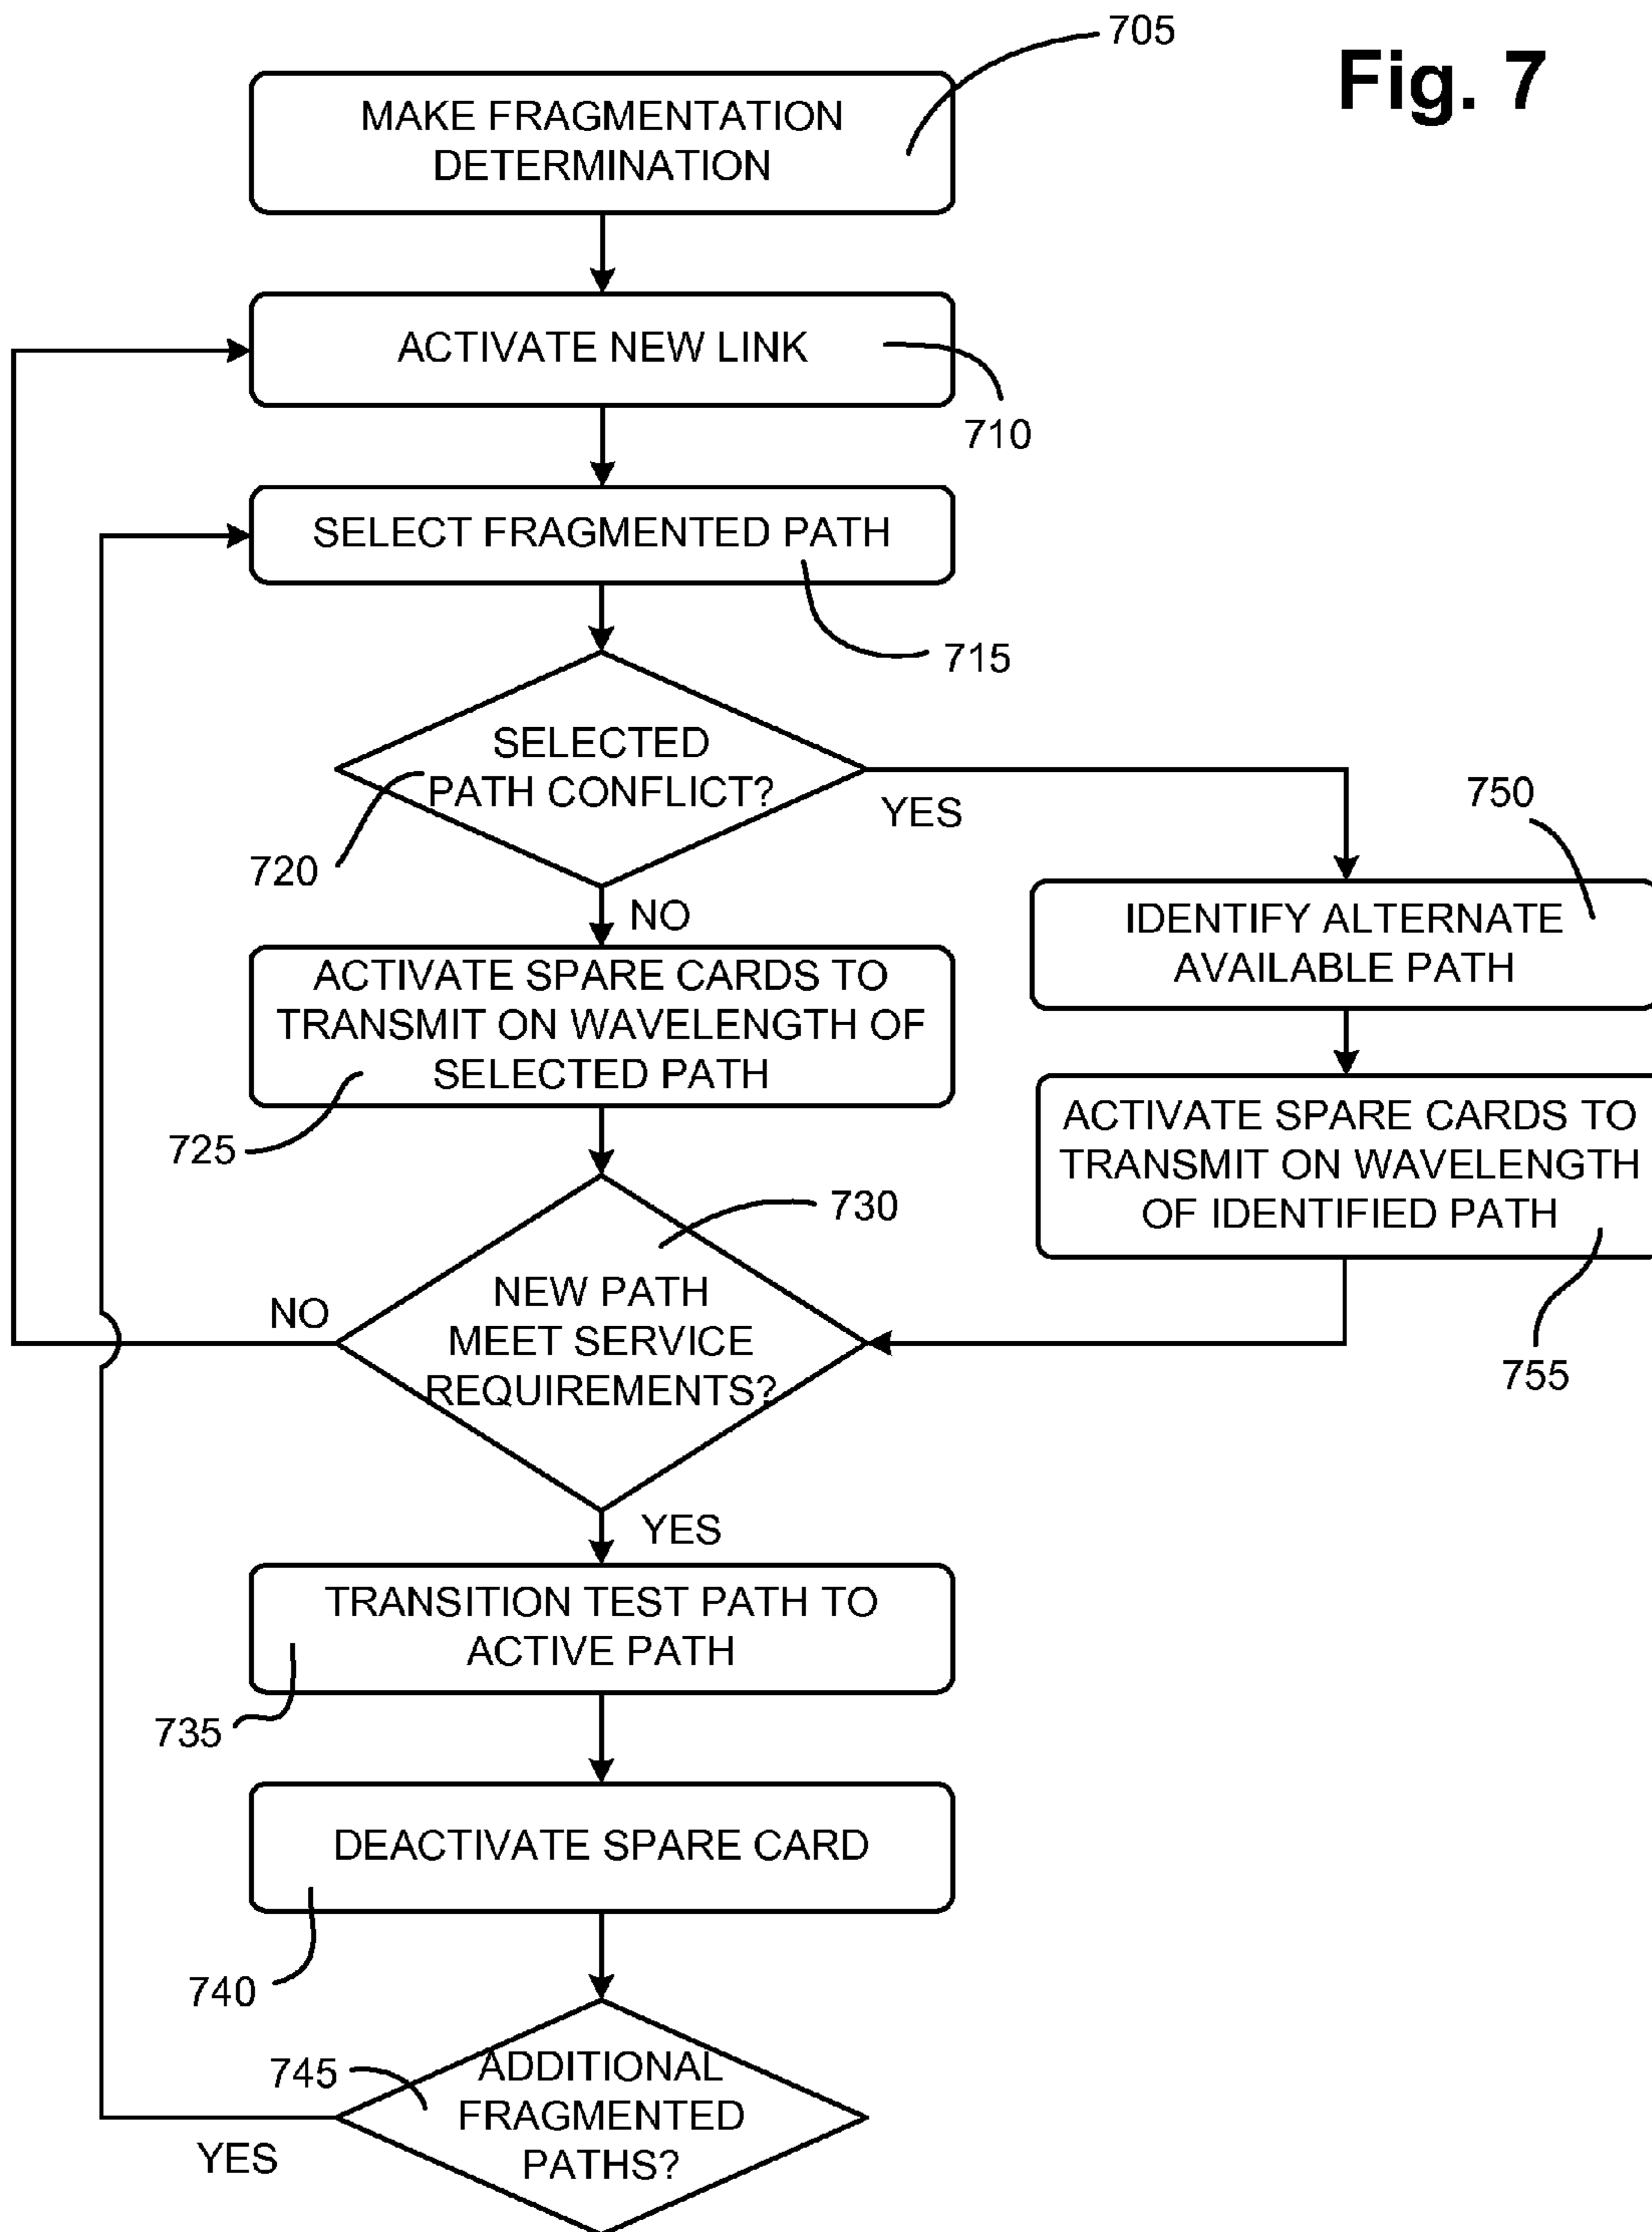 Fig. 7
705
MAKE FRAGMENTATION
DETERMINATION
ACTIVATE NEW LINK
710
SELECT FRAGMENTED PATH
715
SELECTED
PATH CONFLICT?
720
YES
NO
750
IDENTIFY ALTERNATE
AVAILABLE PATH
ACTIVATE SPARE CARDS TO
TRANSMIT ON WAVELENGTH OF
SELECTED PATH
725
ACTIVATE SPARE CARDS TO
TRANSMIT ON WAVELENGTH
OF IDENTIFIED PATH
755
730
NEW PATH
MEET SERVICE
REQUIREMENTS?
NO
YES
TRANSITION TEST PATH TO
ACTIVE PATH
735
DEACTIVATE SPARE CARD
740
745
ADDITIONAL
FRAGMENTED
PATHS?
YES